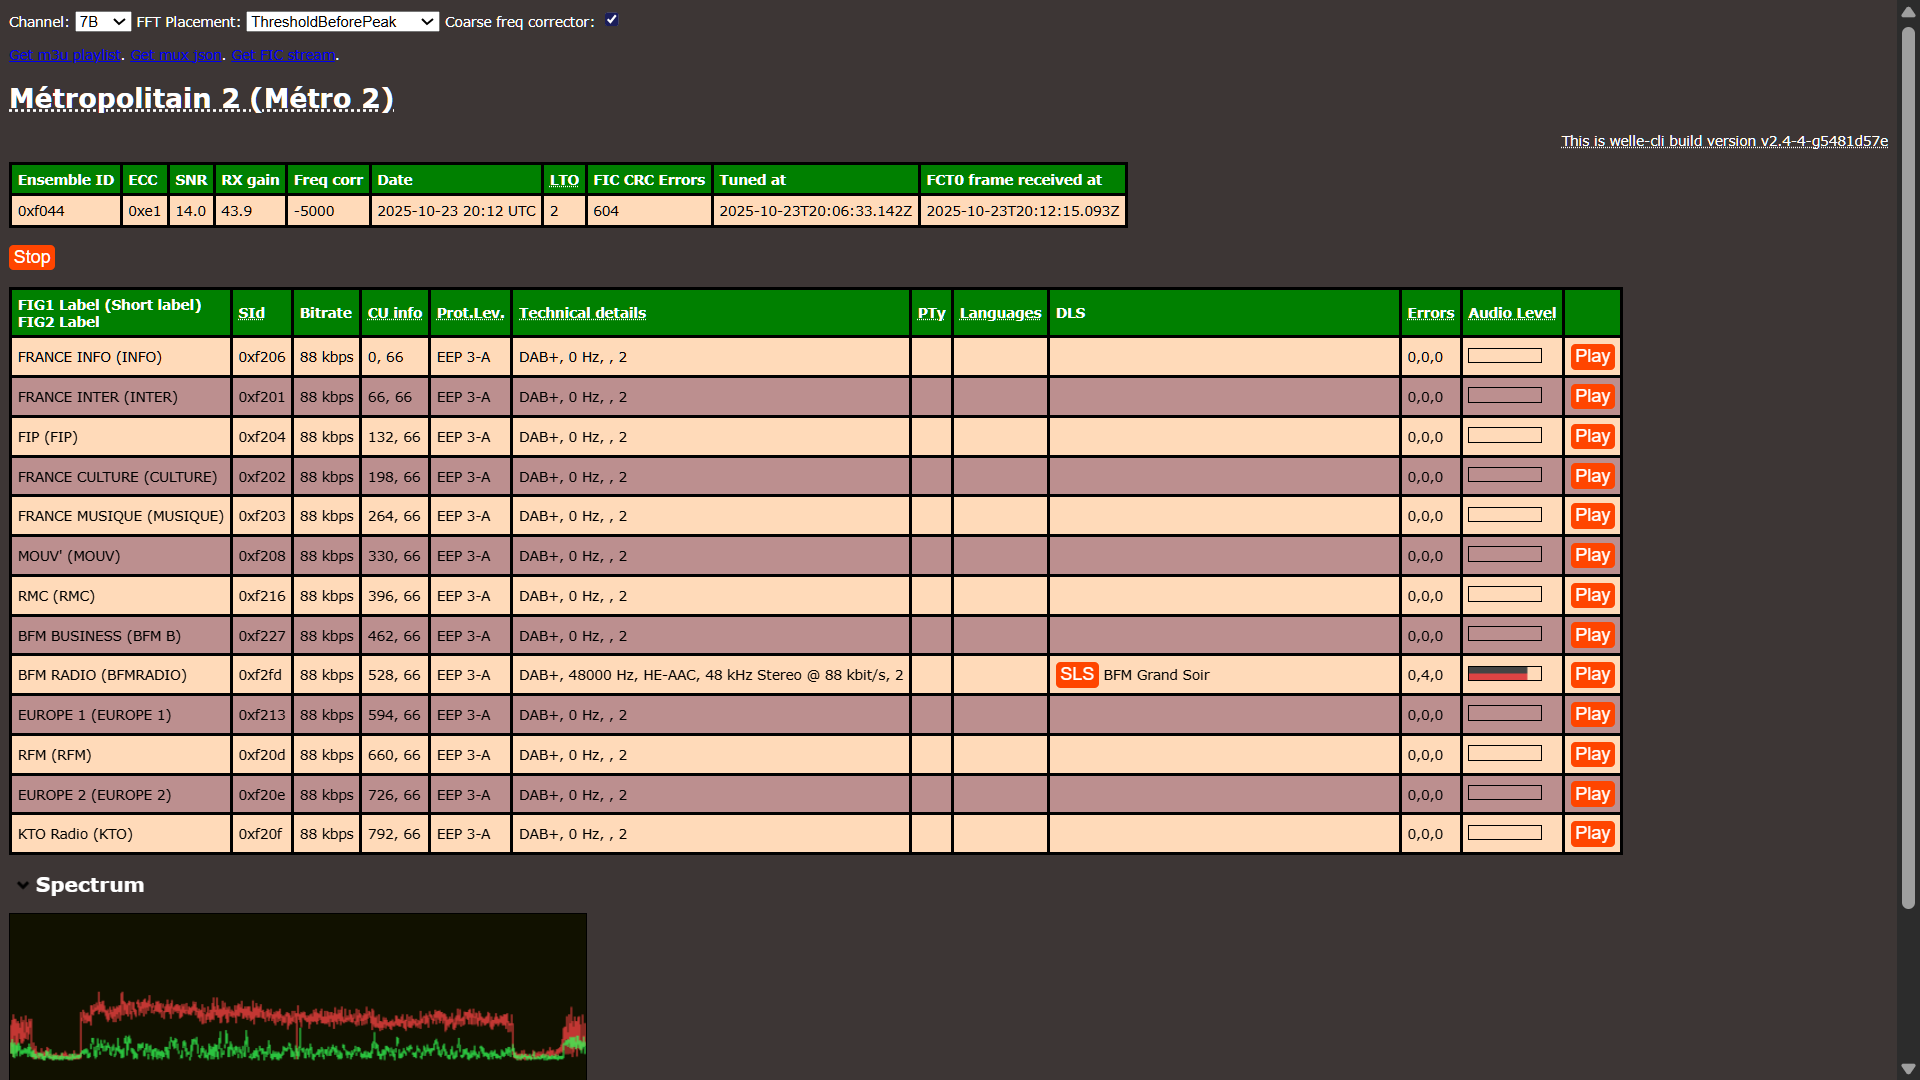 Channel: 7B FFT Placement: ThresholdBeforePeak Coarse freq corrector:
Get m3u playlist. Get mux json. Get FIC stream.
Métropolitain 2 (Métro 2)
This is welle-cli build version v2.4-4-g5481d57e
Ensemble ID ECC SNR RX gain Freq corr Date LTO FIC CRC Errors Tuned at FCT0 frame received at
0xf044 0xe1 14.0 43.9 -5000 2025-10-23 20:12 UTC 2 604 2025-10-23T20:06:33.142Z 2025-10-23T20:12:15.093Z
Stop
FIG1 Label (Short label)
FIG2 Label
SId Bitrate CU info Prot.Lev. Technical details PTy Languages DLS Errors Audio Level
FRANCE INFO (INFO) 0xf206 88 kbps 0, 66 EEP 3-A DAB+, 0 Hz, , 2 0,0,0 Play
FRANCE INTER (INTER) 0xf201 88 kbps 66, 66 EEP 3-A DAB+, 0 Hz, , 2 0,0,0 Play
FIP (FIP) 0xf204 88 kbps 132, 66 EEP 3-A DAB+, 0 Hz, , 2 0,0,0 Play
FRANCE CULTURE (CULTURE) 0xf202 88 kbps 198, 66 EEP 3-A DAB+, 0 Hz, , 2 0,0,0 Play
FRANCE MUSIQUE (MUSIQUE) 0xf203 88 kbps 264, 66 EEP 3-A DAB+, 0 Hz, , 2 0,0,0 Play
MOUV' (MOUV) 0xf208 88 kbps 330, 66 EEP 3-A DAB+, 0 Hz, , 2 0,0,0 Play
RMC (RMC) 0xf216 88 kbps 396, 66 EEP 3-A DAB+, 0 Hz, , 2 0,0,0 Play
BFM BUSINESS (BFM B) 0xf227 88 kbps 462, 66 EEP 3-A DAB+, 0 Hz, , 2 0,0,0 Play
BFM RADIO (BFMRADIO) 0xf2fd 88 kbps 528, 66 EEP 3-A DAB+, 48000 Hz, HE-AAC, 48 kHz Stereo @ 88 kbit/s, 2 SLS BFM Grand Soir 0,4,0 Play
EUROPE 1 (EUROPE 1) 0xf213 88 kbps 594, 66 EEP 3-A DAB+, 0 Hz, , 2 0,0,0 Play
RFM (RFM) 0xf20d 88 kbps 660, 66 EEP 3-A DAB+, 0 Hz, , 2 0,0,0 Play
EUROPE 2 (EUROPE 2) 0xf20e 88 kbps 726, 66 EEP 3-A DAB+, 0 Hz, , 2 0,0,0 Play
KTO Radio (KTO) 0xf20f 88 kbps 792, 66 EEP 3-A DAB+, 0 Hz, , 2 0,0,0 Play
Spectrum